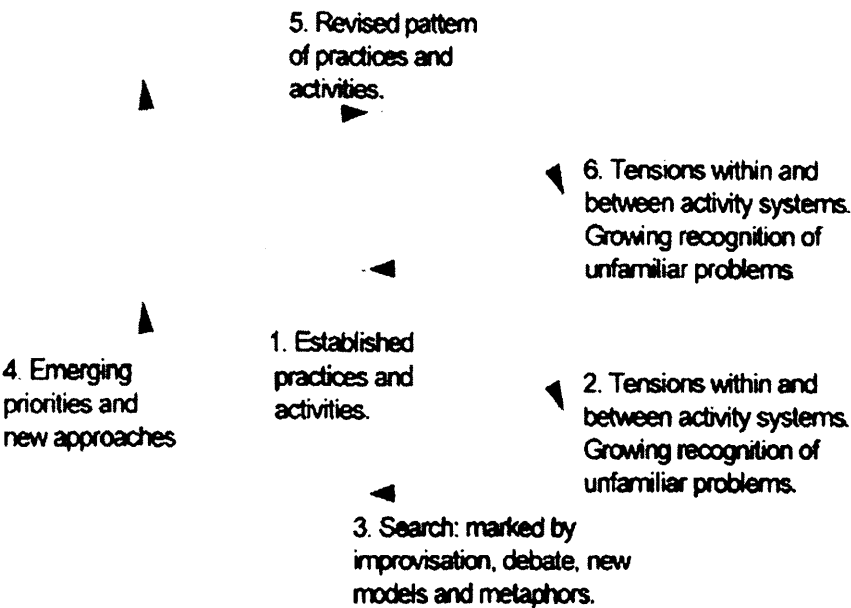 5. Revised pattern
of practices and
activities.
6. Tensions within and
between activity systems.
Growing recognition of
unfamiliar problems
1. Established
practices and
activities.
4. Emerging
priorities and
new approaches
2. Tensions within and
between activity systems.
Growing recognition of
unfamiliar problems.
3. Search: marked by
improvisation, debate, new
models and metaphors.